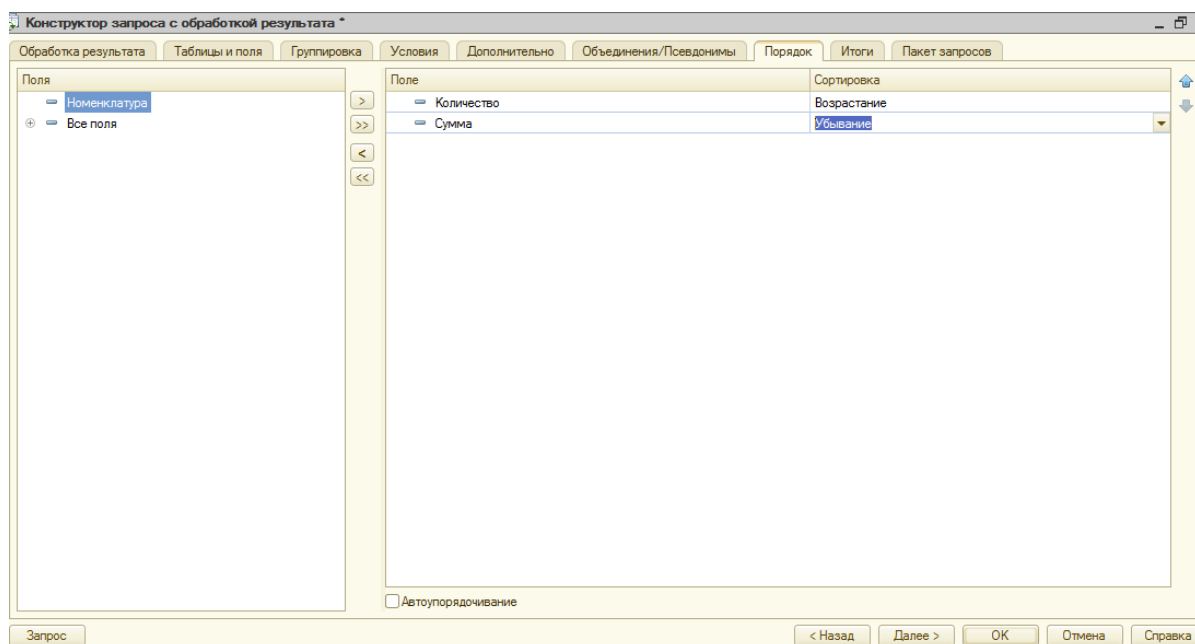 Конструктор запроса с обработкой результата *
Обработка результата Таблицы и поля Группировка Условия Дополнительно Объединения/Псевдонимы Порядок Итоги Пакет запросов
Поля Поле Сортировка
Номенклатура > Количество Возрастание
Все поля >> Сумма Убывание
<
<<
Автоупорядочивание
Запрос < Назад Далее > OK Отмена Справка